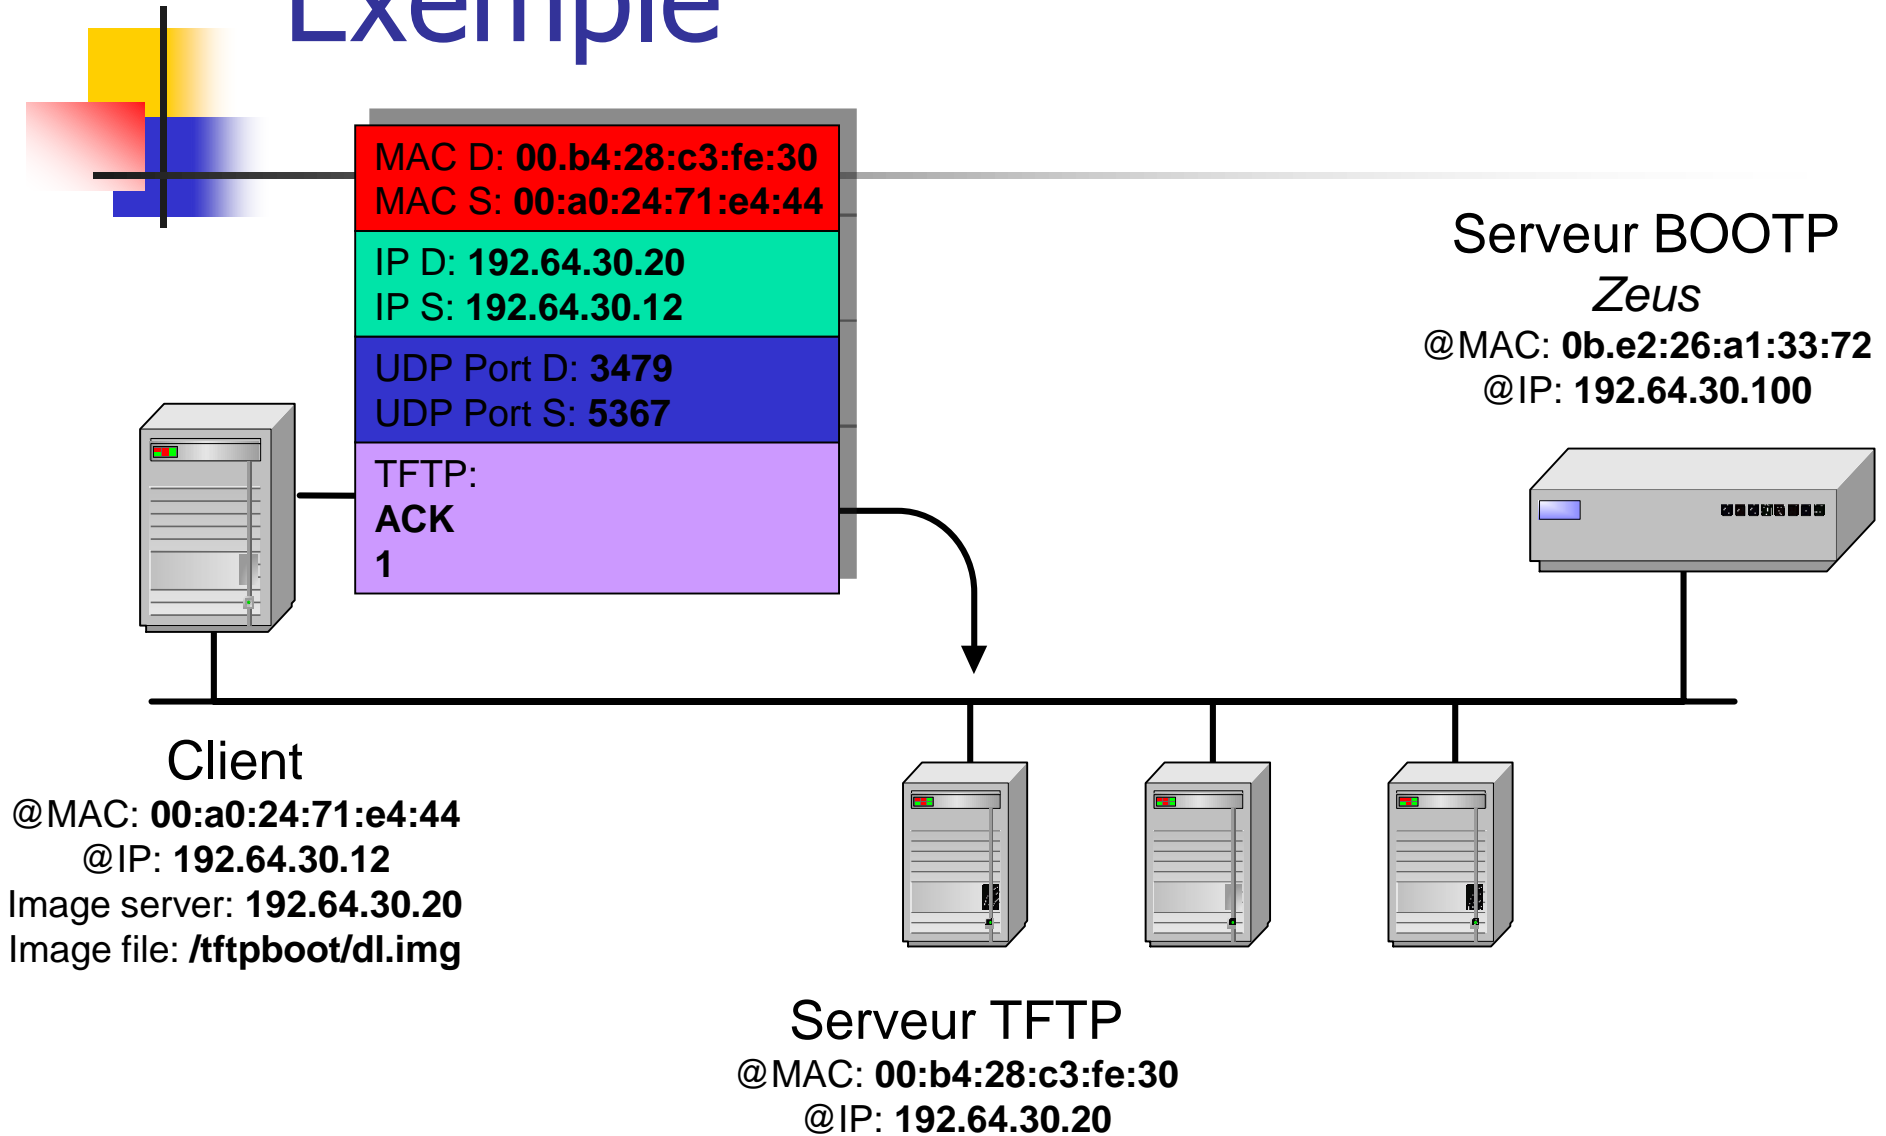 Exemple
MAC D: 00.b4:28:c3:fe:30
MAC S: 00:a0:24:71:e4:44
IP D: 192.64.30.20
IP S: 192.64.30.12
UDP Port D: 3479
UDP Port S: 5367
TFTP:
ACK
1
Serveur BOOTP
Zeus
@MAC: 0b.e2:26:a1:33:72
@IP: 192.64.30.100
Client
@MAC: 00:a0:24:71:e4:44
@IP: 192.64.30.12
Image server: 192.64.30.20
Image file: /tftpboot/dl.img
Serveur TFTP
@MAC: 00:b4:28:c3:fe:30
@IP: 192.64.30.20